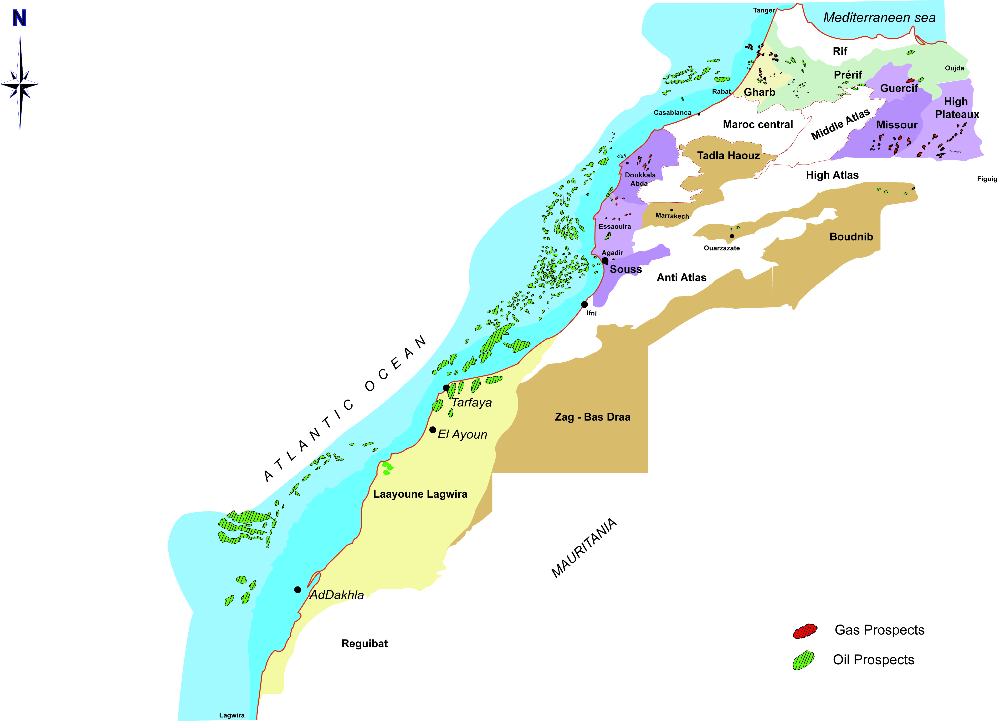 N
Tanger
Mediterraneen sea
Rif
Oujda
Prérif
Guercif
Rabat
Gharb
High
Plateaux
Casablanca
Maroc central
Middle Atlas
Missour
Tendrara
Safi
Tadla Haouz
Doukkala
Abda
High Atlas
Figuig
Marrakech
Essaouira
Boudnib
Ouarzazate
Agadir
Souss
Anti Atlas
Ifni
ATLANTIC OCEAN
Tarfaya
Zag - Bas Draa
El Ayoun
Laayoune Lagwira
MAURITANIA
AdDakhla
Reguibat
Lagwira
Gas Prospects
Oil Prospects